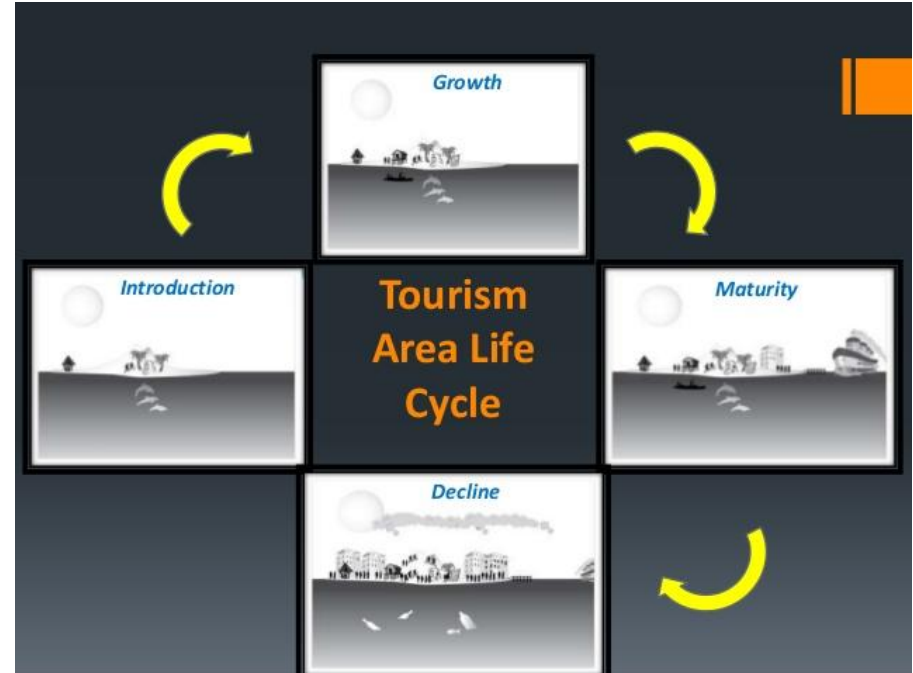 Growth
Introduction
Tourism
Area Life
Cycle
Maturity
Decline